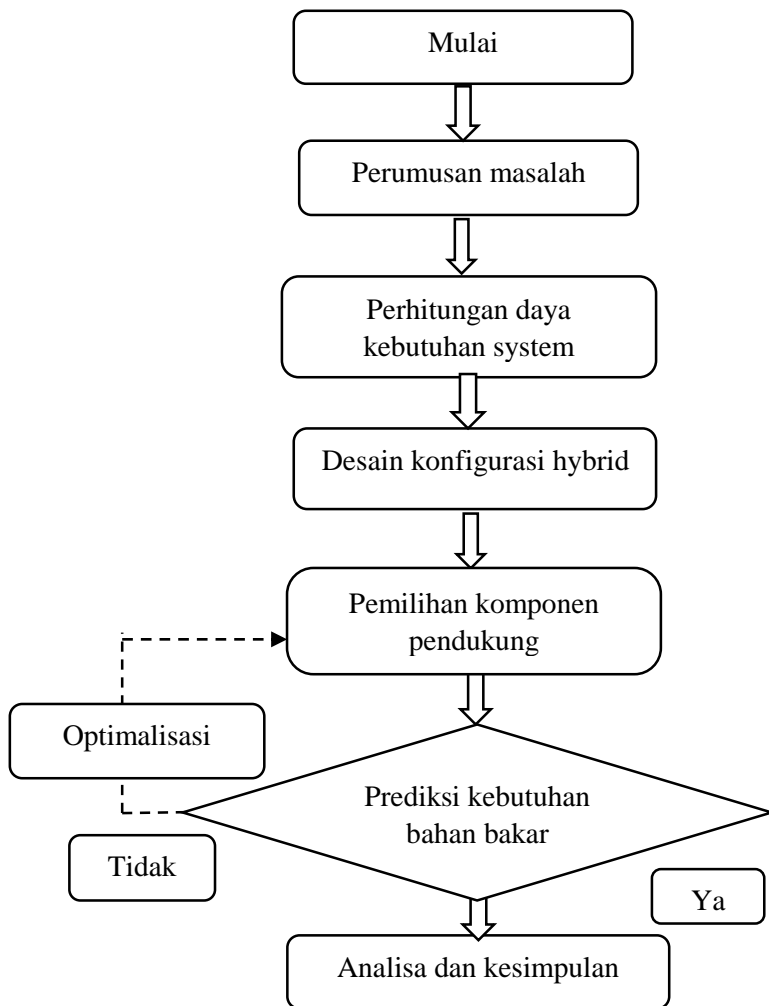 Mulai
Perumusan masalah
Perhitungan daya
kebutuhan system
Desain konfigurasi hybrid
Pemilihan komponen
pendukung
Optimalisasi
Prediksi kebutuhan
bahan bakar
Tidak
Ya
Analisa dan kesimpulan